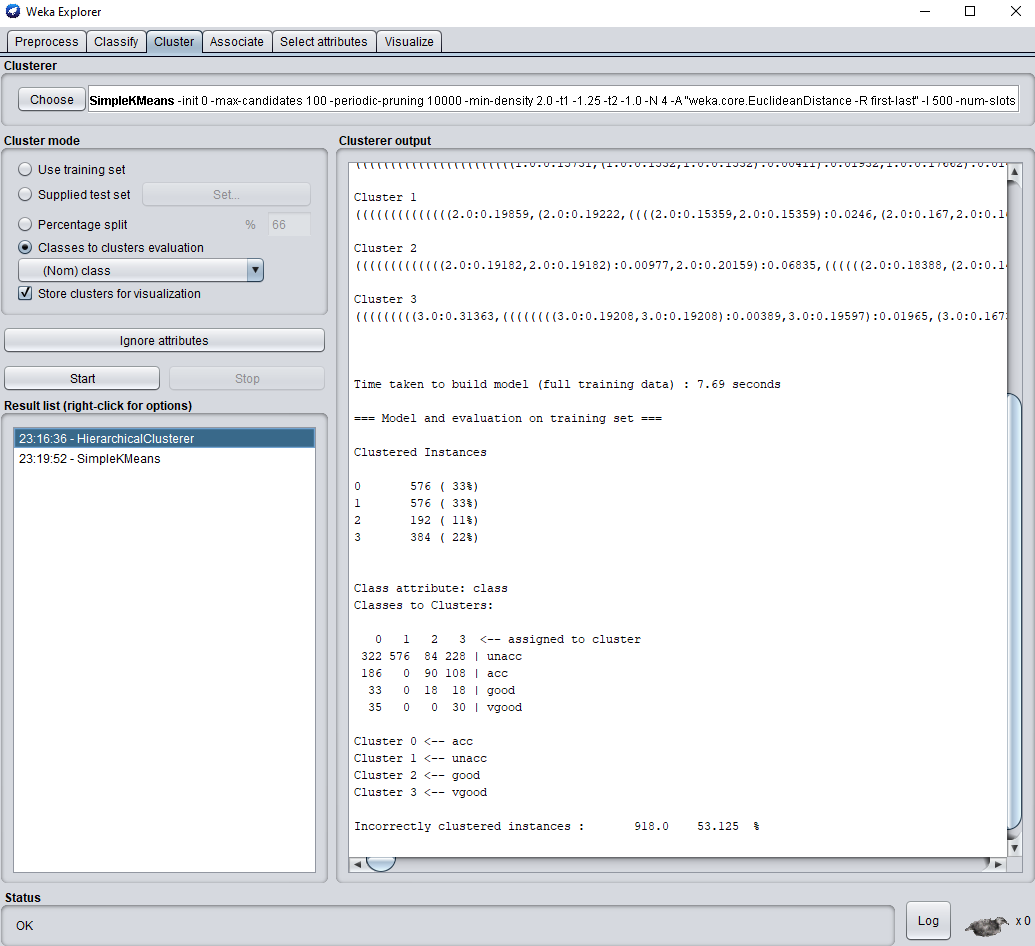 Weka Explorer
Preprocess Classify Cluster Associate Select attributes Visualize
Clusterer
Choose SimpleKMeans -init 0 -max-candidates 100 -periodic-pruning 10000 -min-density 2.0 -t1 -1.25 -t2 -1.0 -N 4 -A "weka.core.EuclideanDistance -R first-last" -I 500 -num-slots
Cluster mode
Use training set
Supplied test set Set...
Percentage split % 66
Classes to clusters evaluation
(Nom) class
Store clusters for visualization
Ignore attributes
Start Stop
Result list (right-click for options)
23:16:36 - HierarchicalClusterer
23:19:52 - SimpleKMeans
Clusterer output
Cluster 1
((((((((((((((2.0:0.19859,(2.0:0.19222,((((2.0:0.15359,2.0:0.15359):0.0246,(2.0:0.167,2.0:0.1
Cluster 2
(((((((((((((2.0:0.19182,2.0:0.19182):0.00977,2.0:0.20159):0.06835,((((((2.0:0.18388,(2.0:0.1
Cluster 3
(((((((((3.0:0.31363,((((((((3.0:0.19208,3.0:0.19208):0.00389,3.0:0.19597):0.01965,(3.0:0.167
Time taken to build model (full training data) : 7.69 seconds
=== Model and evaluation on training set ===
Clustered Instances
0 576 ( 33%)
1 576 ( 33%)
2 192 ( 11%)
3 384 ( 22%)
Class attribute: class
Classes to Clusters:
0 1 2 3 <-- assigned to cluster
322 576 84 228 | unacc
186 0 90 108 | acc
33 0 18 18 | good
35 0 0 30 | vgood
Cluster 0 <-- acc
Cluster 1 <-- unacc
Cluster 2 <-- good
Cluster 3 <-- vgood
Incorrectly clustered instances : 918.0 53.125 %
Status
OK
Log x 0